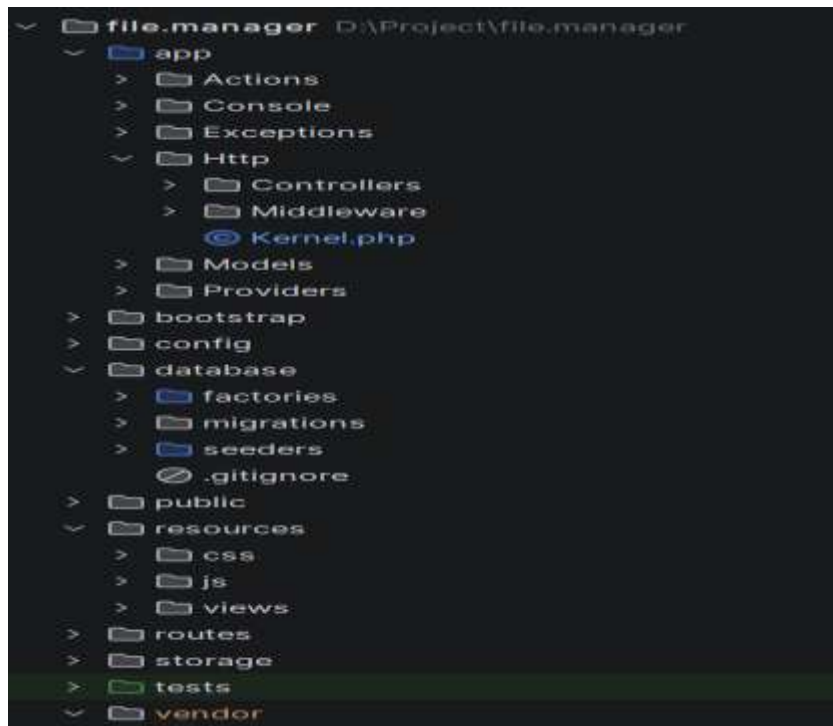 file.manager D:\Project\file.manager
app
Actions
Console
Exceptions
Http
Controllers
Middleware
Kernel.php
Models
Providers
bootstrap
config
database
factories
migrations
seeders
.gitignore
public
resources
css
js
views
routes
storage
tests
vendor